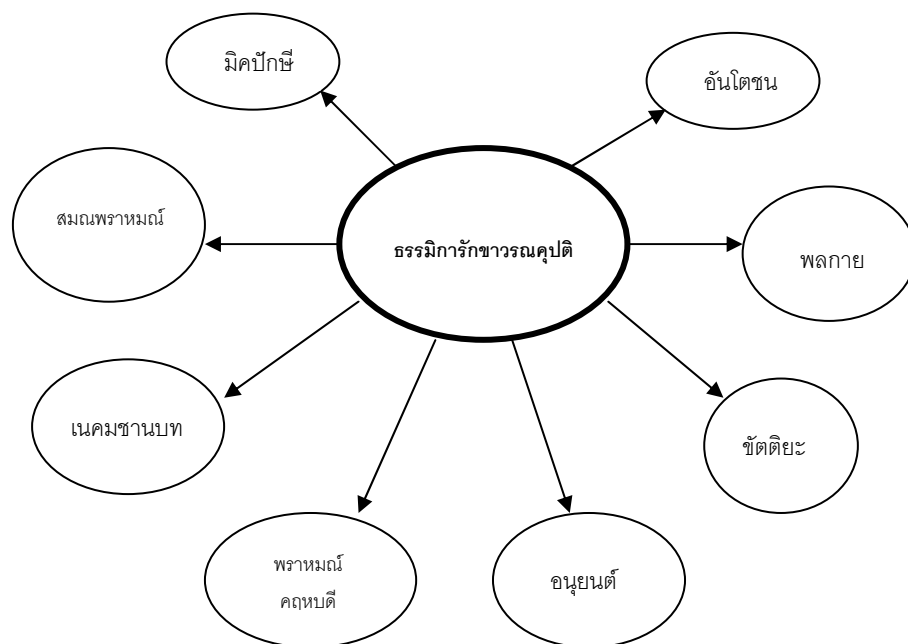 มิคปักษี
อันโตชน
สมณพราหมณ์
ธรรมิการักขาวรณคุปติ
พลกาย
เนคมชานบท
ขัตติยะ
พราหมณ์
คฤหบดี
อนุยนต์